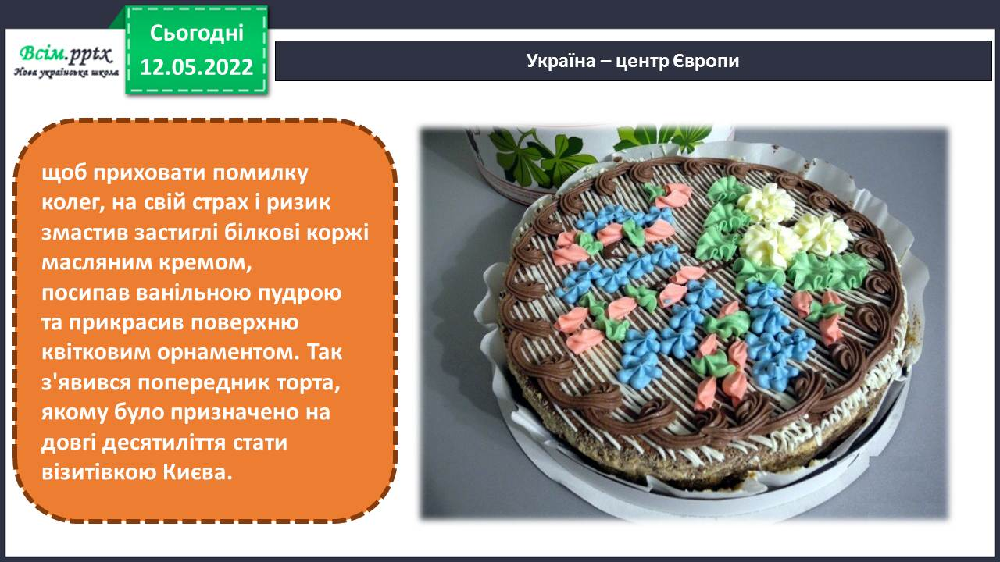 Сьогодні
12.05.2022
Всім.pptx
Нова українська школа
Україна – центр Європи
щоб приховати помилку
колег, на свій страх і ризик
змастив застиглі білкові коржі
масляним кремом,
посипав ванільною пудрою
та прикрасив поверхню
квітковим орнаментом. Так
з'явився попередник торта,
якому було призначено на
довгі десятиліття стати
візитівкою Києва.